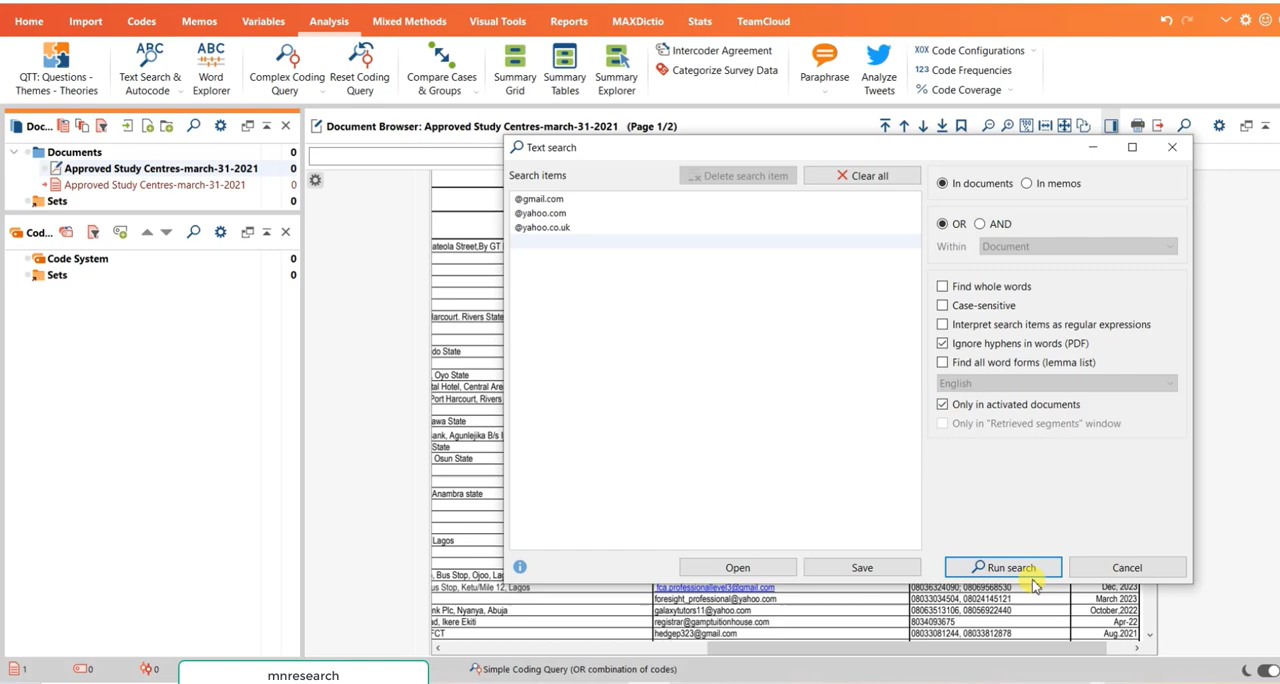 Home Import Codes Memos Variables Analysis Mixed Methods Visual Tools Reports MAXDictio Stats TeamCloud
ABC ABC
QTT: Questions - Themes - Theories
Text Search & Autocode
Word Explorer
Complex Coding Query
Reset Coding Query
Compare Cases & Groups
Summary Grid
Summary Tables
Summary Explorer
Intercoder Agreement
Categorize Survey Data
Paraphrase
Analyze Tweets
Code Configurations
123 Code Frequencies
% Code Coverage
Doc...
Documents 0
Approved Study Centres-march-31-2021 0
Approved Study Centres-march-31-2021 0
Sets 0
Cod...
Code System 0
Sets 0
Document Browser: Approved Study Centres-march-31-2021 (Page 1/2)
Text search
Search items
Delete search item
Clear all
@gmail.com
@yahoo.com
@yahoo.co.uk
In documents In memos
OR AND
Within Document
Find whole words
Case-sensitive
Interpret search items as regular expressions
Ignore hyphens in words (PDF)
Find all word forms (lemma list)
English
Only in activated documents
Only in "Retrieved segments" window
Open Save Run search Cancel
ateola Street,By GT
Harcourt. Rivers State
do State
, Oyo State
tal Hotel, Central Are
Port Harcourt, Rivers
awa State
ank, Agunlejika B/s
State
Osun State
Anambra state
Lagos
Bus Stop, Ojoo, Lag
us Stop, Ketu/Mile 12, Lagos fca.professionallevel3@gmail.com 08036324090; 08069568530 Dec, 2023
foresight_professional@yahoo.com 08033034504, 08024145121 March 2023
nk Plc, Nyanya, Abuja galaxytutors11@yahoo.com 08063513106, 08056922440 October,2022
ad, Ikere Ekiti registrar@gamptuitionhouse.com 8034093675 Apr-22
FCT hedgep323@gmail.com 08033081244, 08033812878 Aug.2021
1 0 0
mnresearch
Simple Coding Query (OR combination of codes)